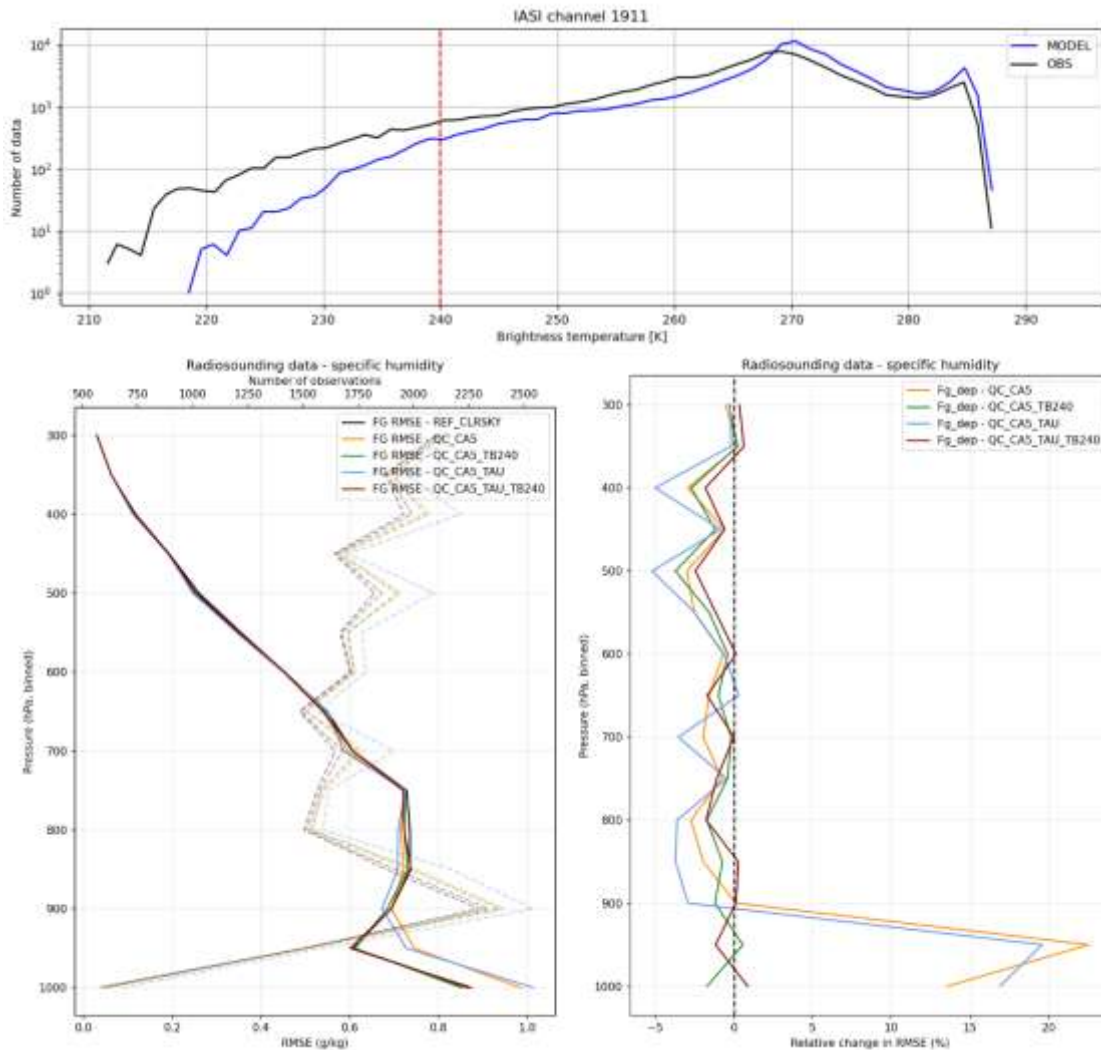 IASI channel 1911
10⁴
10³
10²
10¹
10⁰
Number of data
MODEL
OBS
210 220 230 240 250 260 270 280 290
Brightness temperature [K]
Radiosounding data - specific humidity
Number of observations
500 750 1000 1250 1500 1750 2000 2250 2500
FG RMSE - REF_CLRSKY
FG RMSE - QC_CA5
FG RMSE - QC_CA5_TB240
FG RMSE - QC_CA5_TAU
FG RMSE - QC_CA5_TAU_TB240
300
400
500
600
700
800
900
1000
Pressure (hPa, binned)
0.0 0.2 0.4 0.6 0.8 1.0
RMSE (g/kg)
Radiosounding data - specific humidity
Fg_dep - QC_CA5
Fg_dep - QC_CA5_TB240
Fg_dep - QC_CA5_TAU
Fg_dep - QC_CA5_TAU_TB240
300
400
500
600
700
800
900
1000
Pressure (hPa, binned)
−5 0 5 10 15 20
Relative change in RMSE (%)